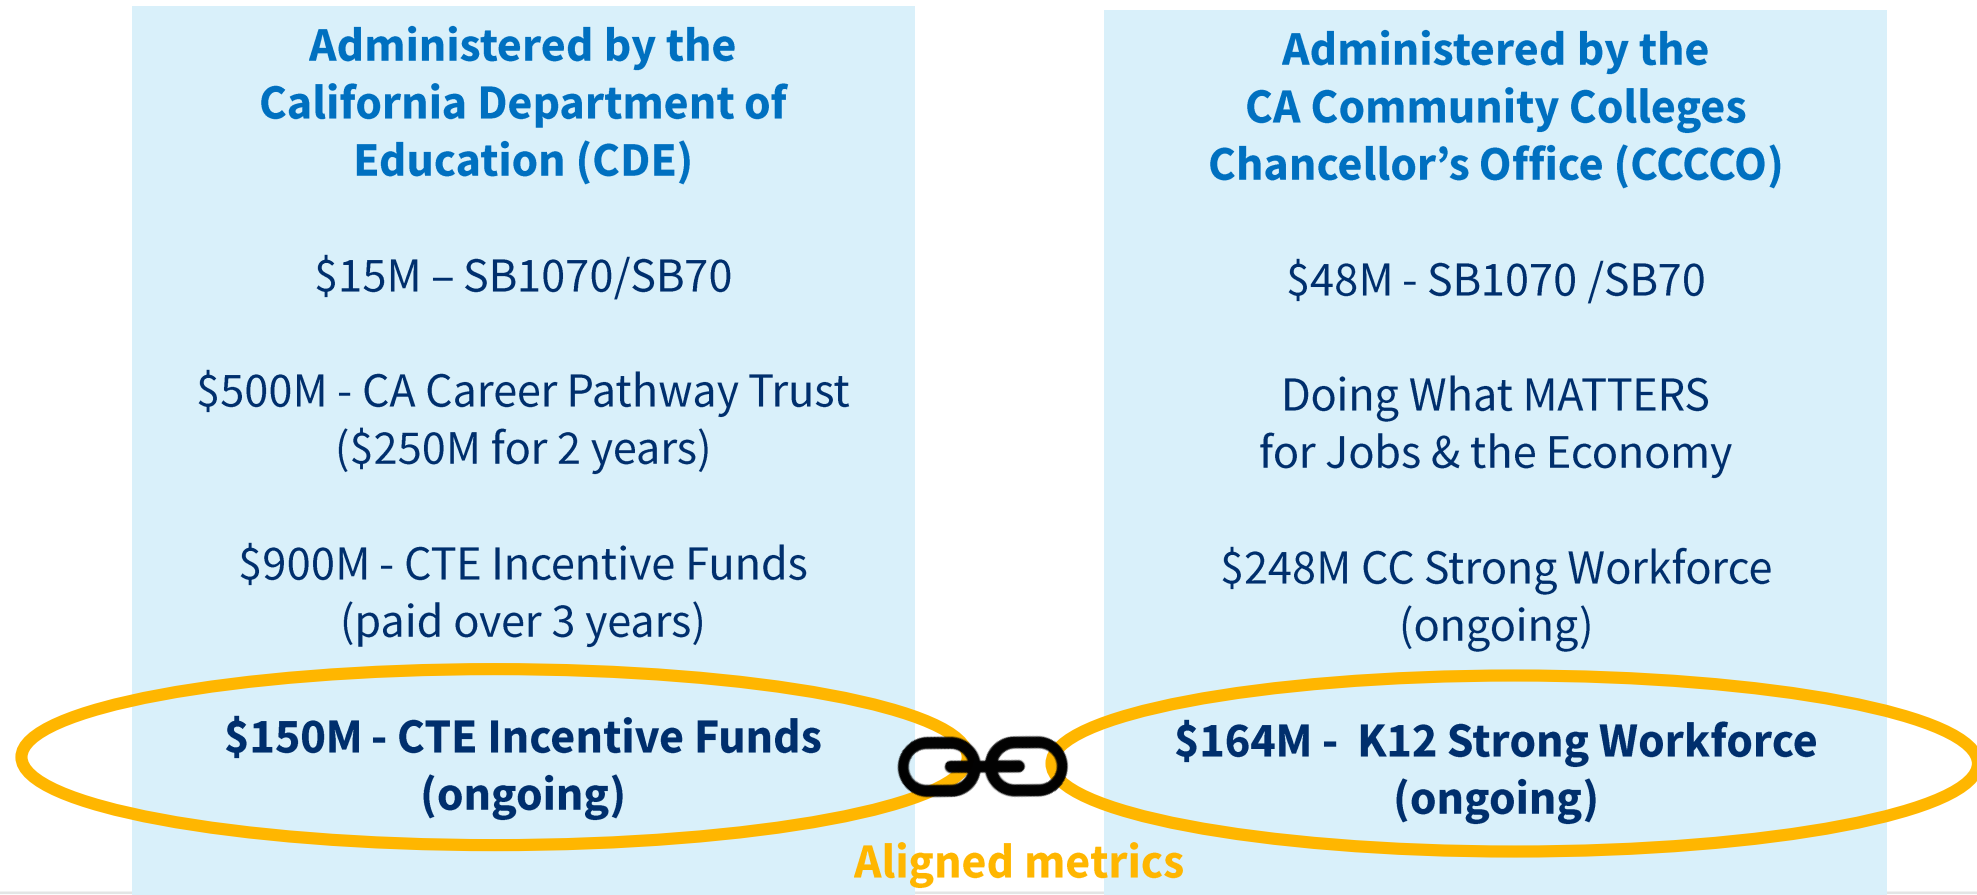 Administered by the
California Department of
Education (CDE)
$15M – SB1070/SB70
$500M - CA Career Pathway Trust
($250M for 2 years)
$900M - CTE Incentive Funds
(paid over 3 years)
$150M - CTE Incentive Funds
(ongoing)
Administered by the
CA Community Colleges
Chancellor’s Office (CCCCO)
$48M - SB1070 /SB70
Doing What MATTERS
for Jobs & the Economy
$248M CC Strong Workforce
(ongoing)
$164M -  K12 Strong Workforce
(ongoing)
Aligned metrics